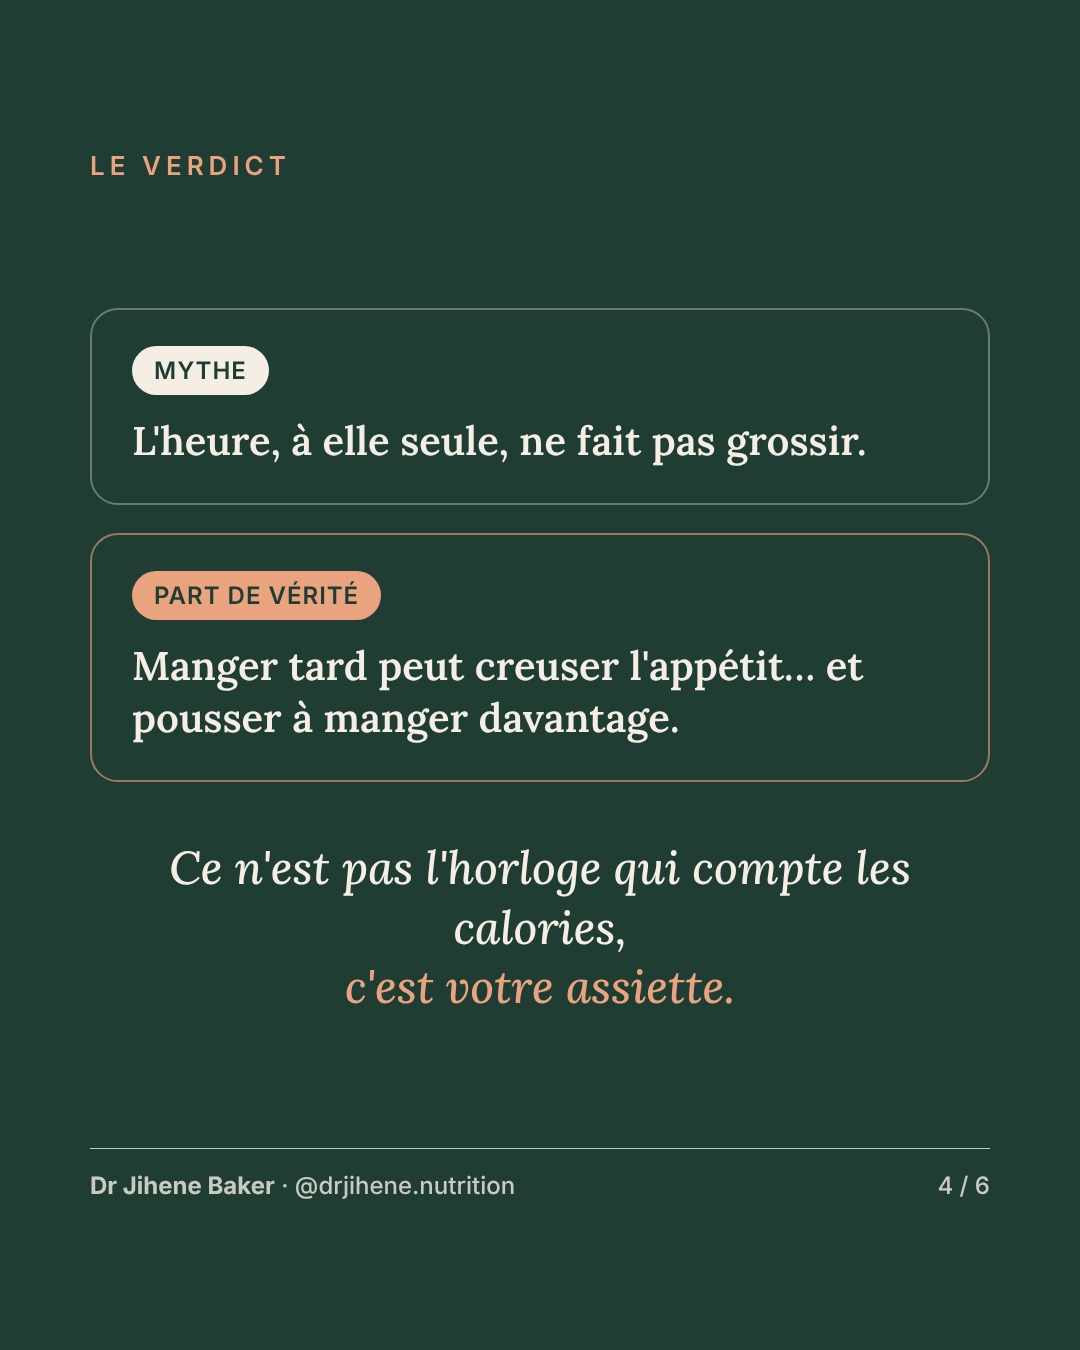 LE VERDICT
MYTHE
L'heure, à elle seule, ne fait pas grossir.
PART DE VÉRITÉ
Manger tard peut creuser l'appétit... et
pousser à manger davantage.
Ce n'est pas l'horloge qui compte les
calories,
c'est votre assiette.
Dr Jihene Baker · @drjihene.nutrition
4 / 6